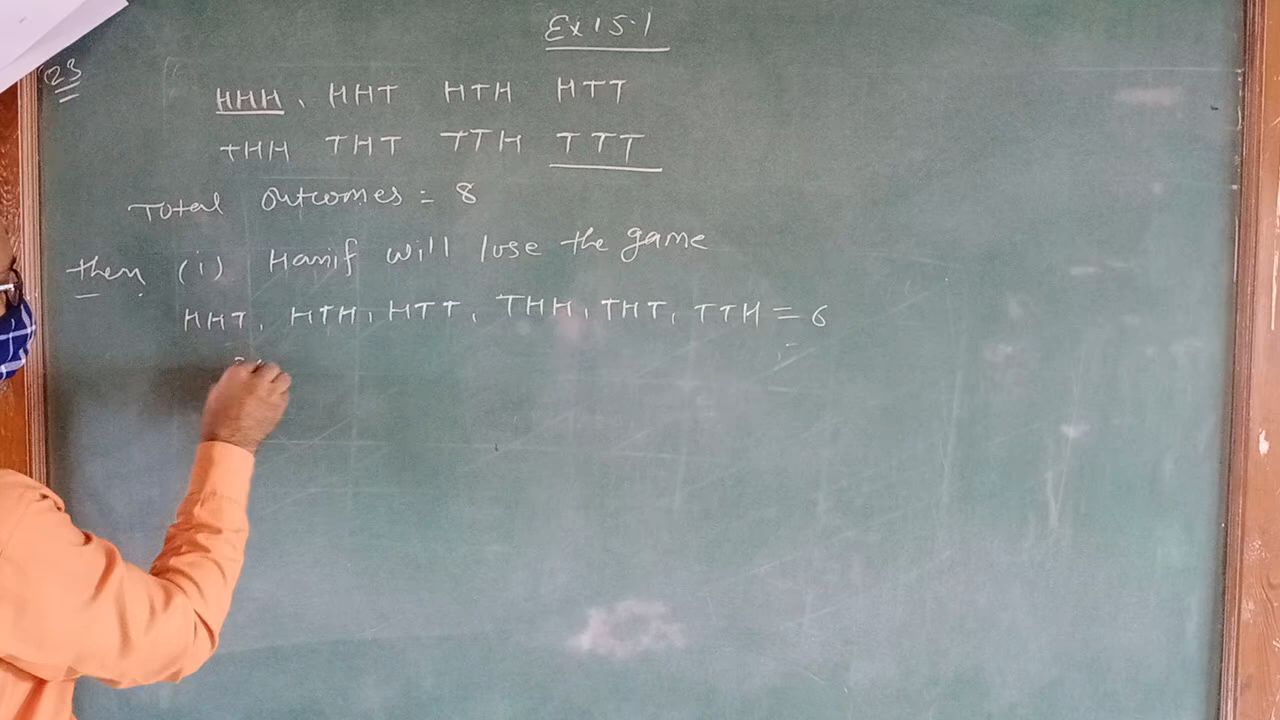 Ex 15.1
23
HHH, HHT HTH HTT
THH THT TTH TTT
Total outcomes = 8
then (i) Hanif will lose the game
HHT, HTH, HTT, THH, THT, TTH = 6